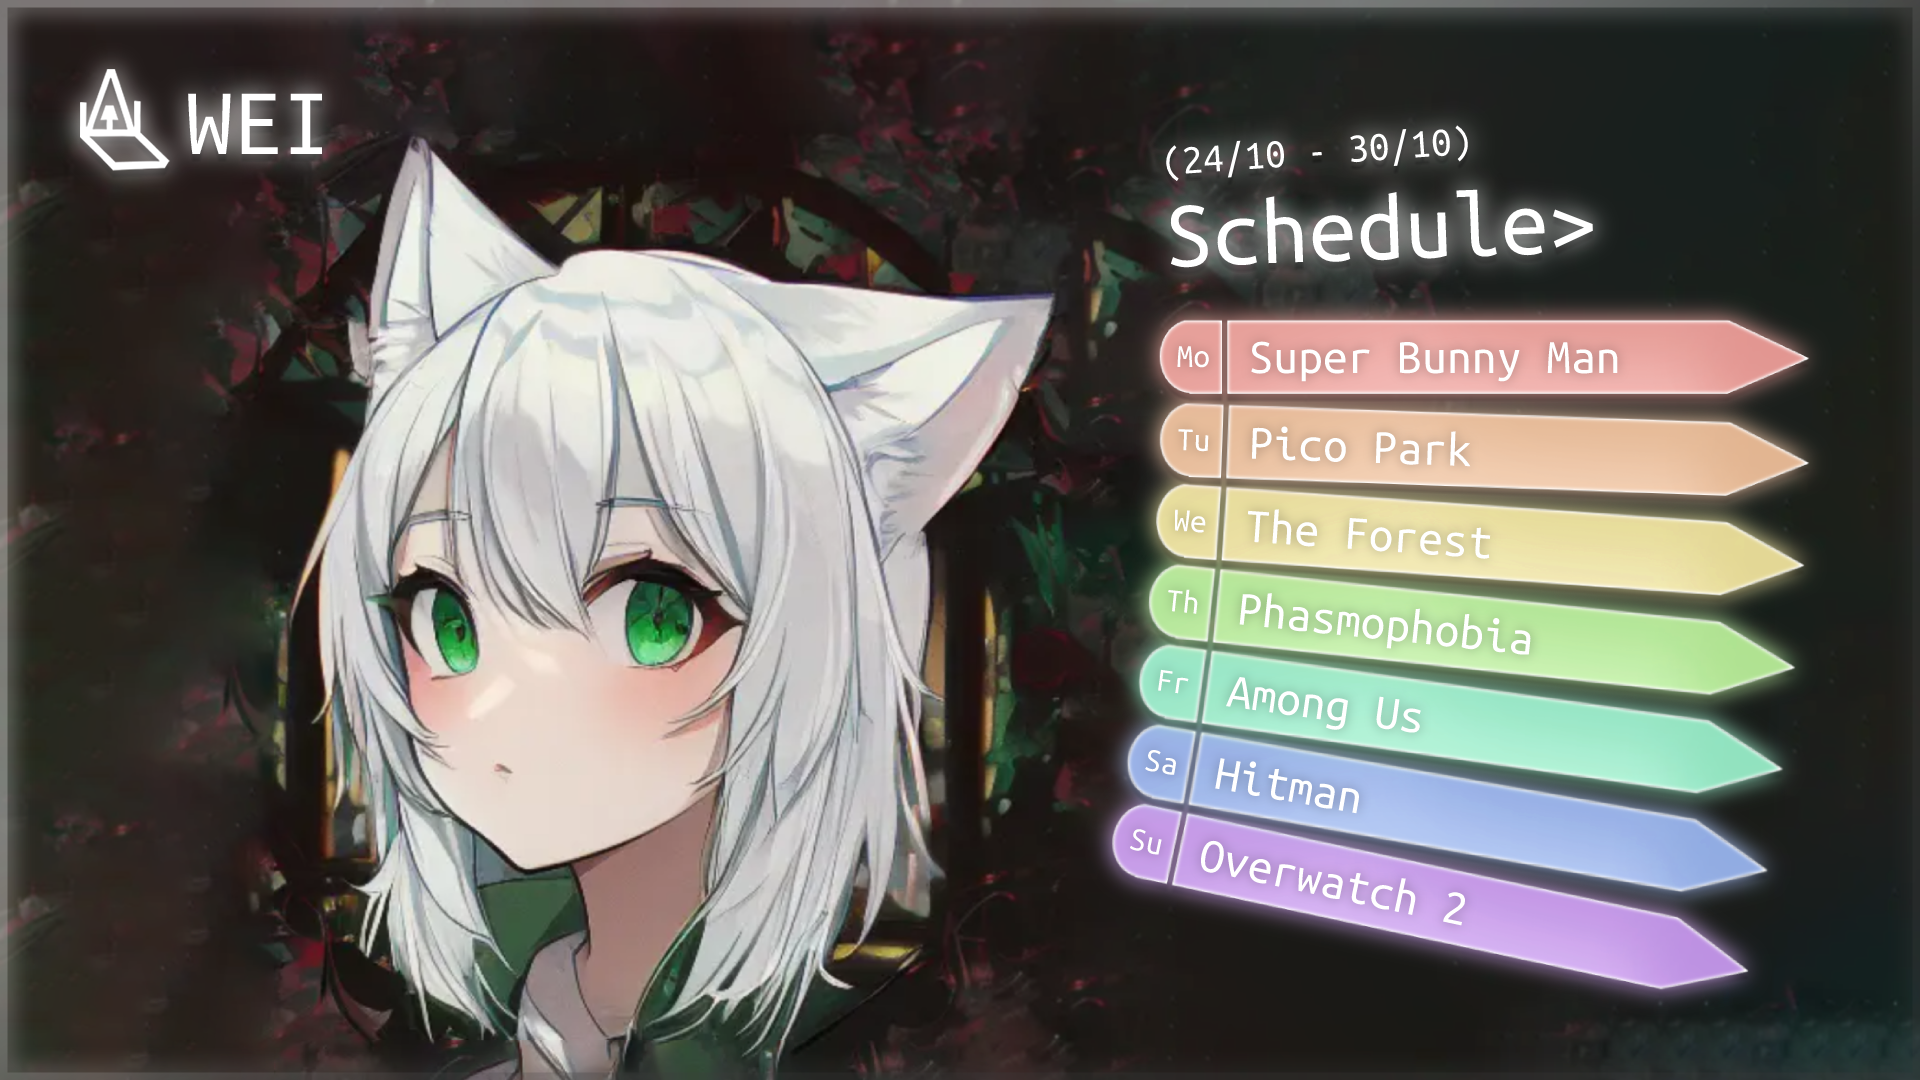 WEI
(24/10 - 30/10)
Schedule>
Mo Super Bunny Man
Tu Pico Park
We The Forest
Th Phasmophobia
Fr Among Us
Sa Hitman
Su Overwatch 2